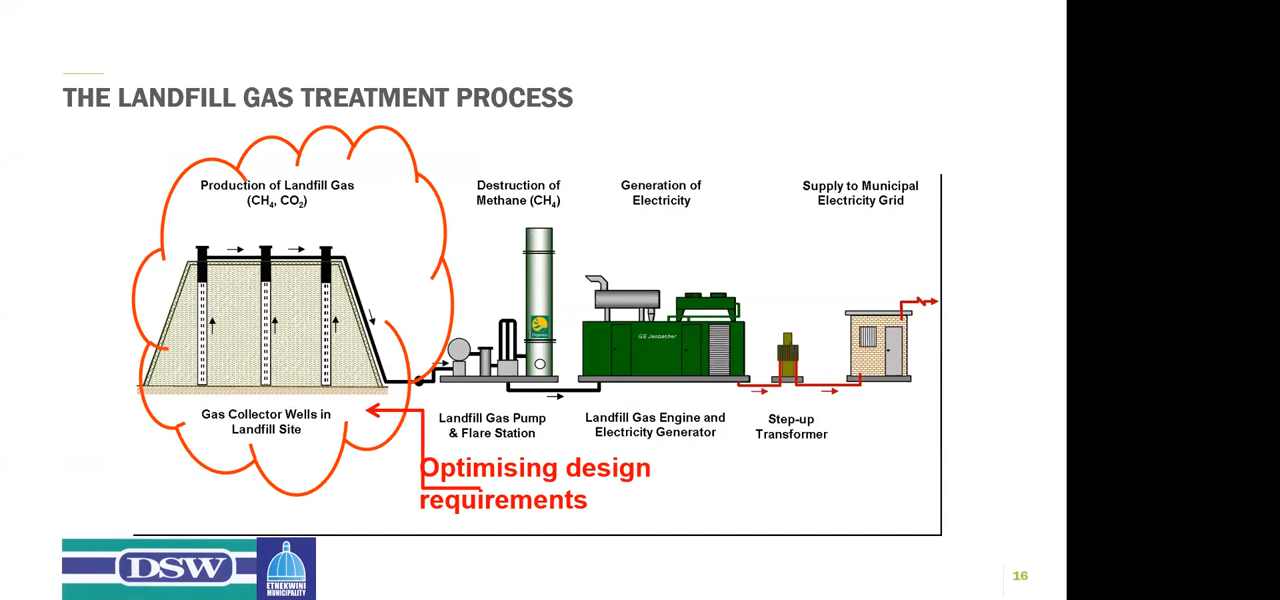 THE LANDFILL GAS TREATMENT PROCESS
Production of Landfill Gas
(CH₄, CO₂)
Destruction of
Methane (CH₄)
Generation of
Electricity
Supply to Municipal
Electricity Grid
GE Jenbacher
Gas Collector Wells in
Landfill Site
Landfill Gas Pump
& Flare Station
Landfill Gas Engine and
Electricity Generator
Step-up
Transformer
Optimising design
requirements
DSW
ETHEKWINI
MUNICIPALITY
16